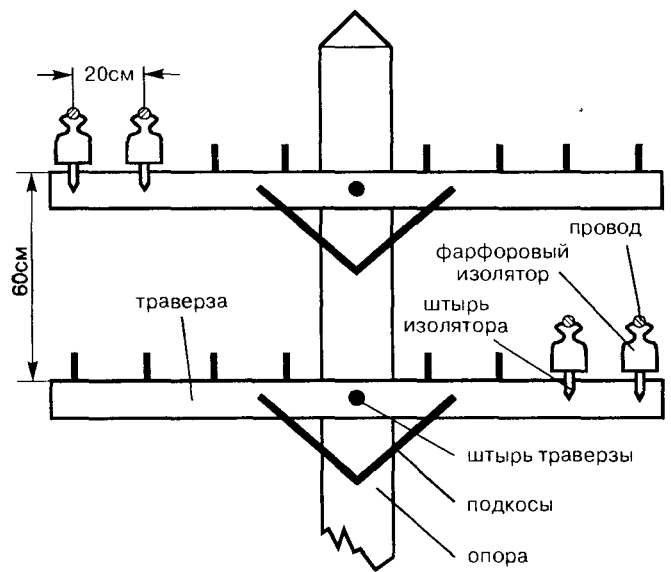 20см
60см
провод
фарфоровый
изолятор
траверза
штырь
изолятора
штырь траверзы
подкосы
опора